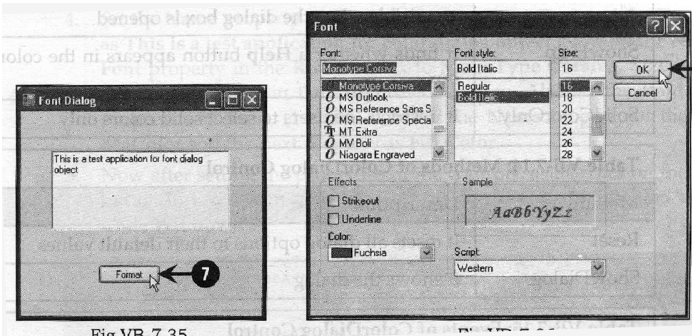 Font Dialog
This is a test application for font dialog
object
Format
7
Fig VB-7.35
Font
Font:
Font style:
Size:
Monotype Corsiva
Bold Italic
16
OK
Monotype Corsiva
Regular
16
Cancel
MS Outlook
Bold Italic
18
MS Reference Sans S
20
MS Reference Specia
22
MT Extra
24
MV Boli
26
Niagara Engraved
28
Effects
Sample
Strikeout
Underline
AaBbYyZz
Color:
Fuchsia
Script:
Western